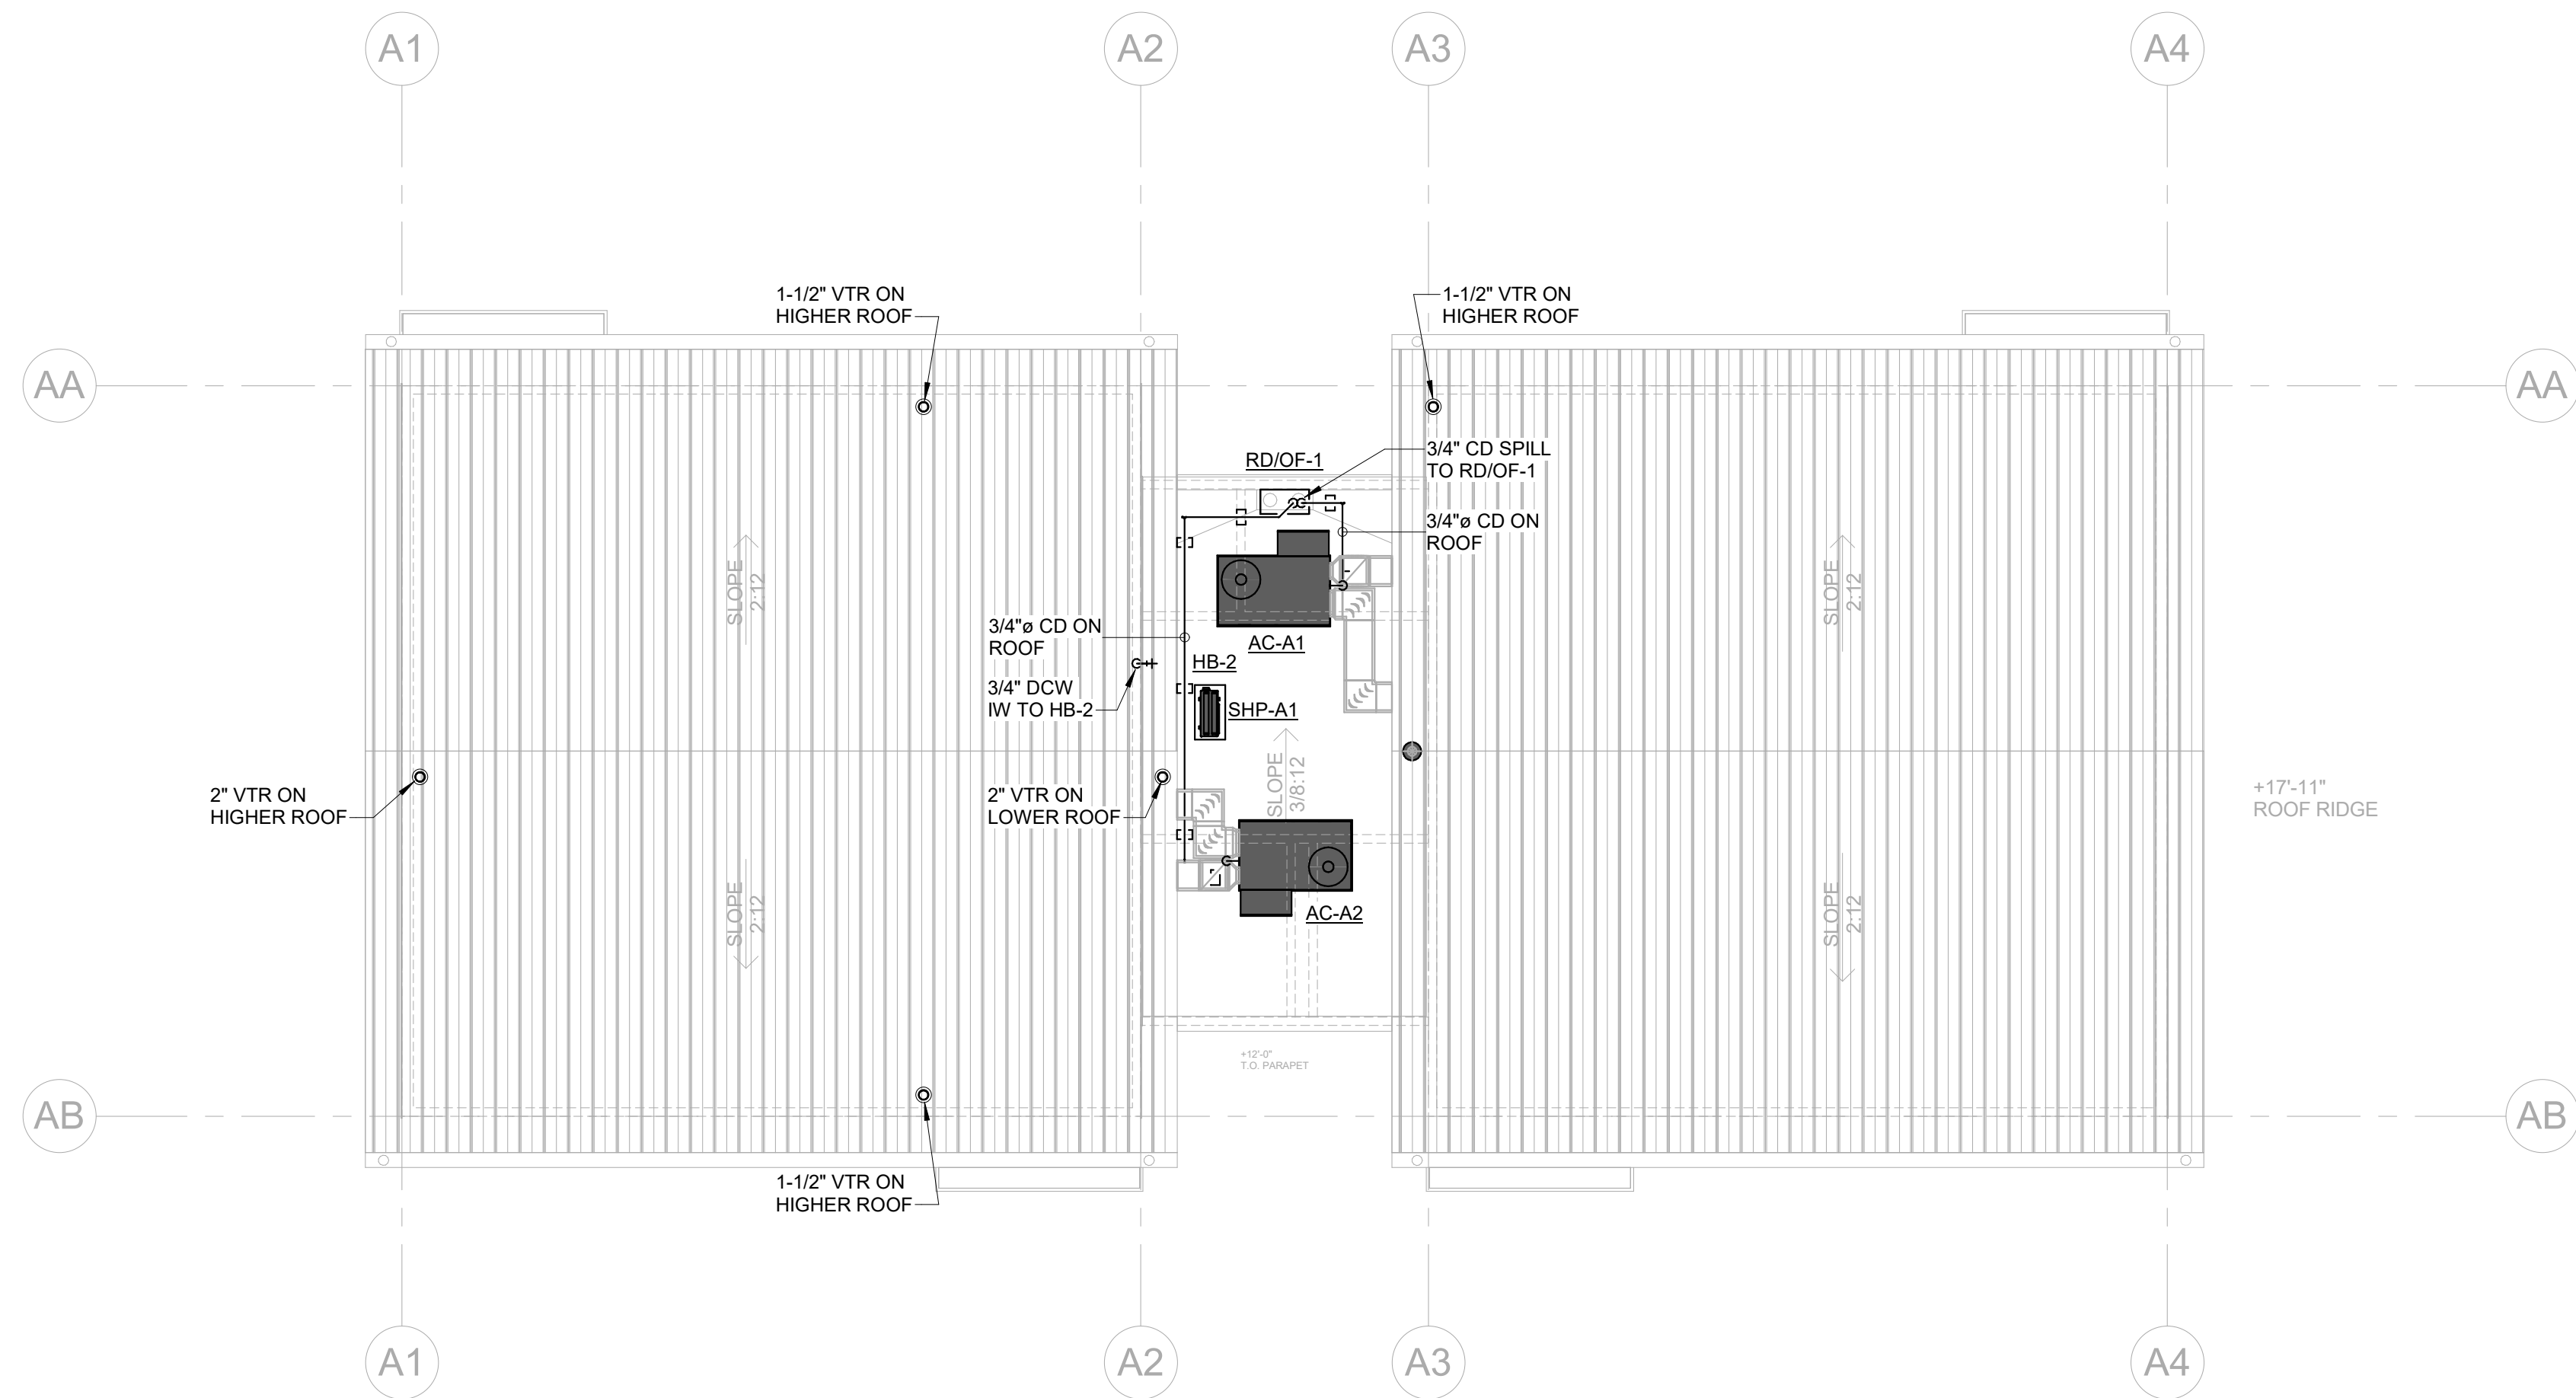 A1
A2
A3
A4
1-1/2" VTR ON
HIGHER ROOF
1-1/2" VTR ON
HIGHER ROOF
AA
AA
RD/OF-1
3/4" CD SPILL
TO RD/OF-1
3/4"ø CD ON
ROOF
SLOPE
2:12
SLOPE
2:12
3/4"ø CD ON
ROOF
AC-A1
HB-2
3/4" DCW
IW TO HB-2
SHP-A1
SLOPE
3/8:12
2" VTR ON
HIGHER ROOF
2" VTR ON
LOWER ROOF
+17'-11"
ROOF RIDGE
SLOPE
2:12
AC-A2
SLOPE
2:12
+12'-0"
T.O. PARAPET
AB
AB
1-1/2" VTR ON
HIGHER ROOF
A1
A2
A3
A4